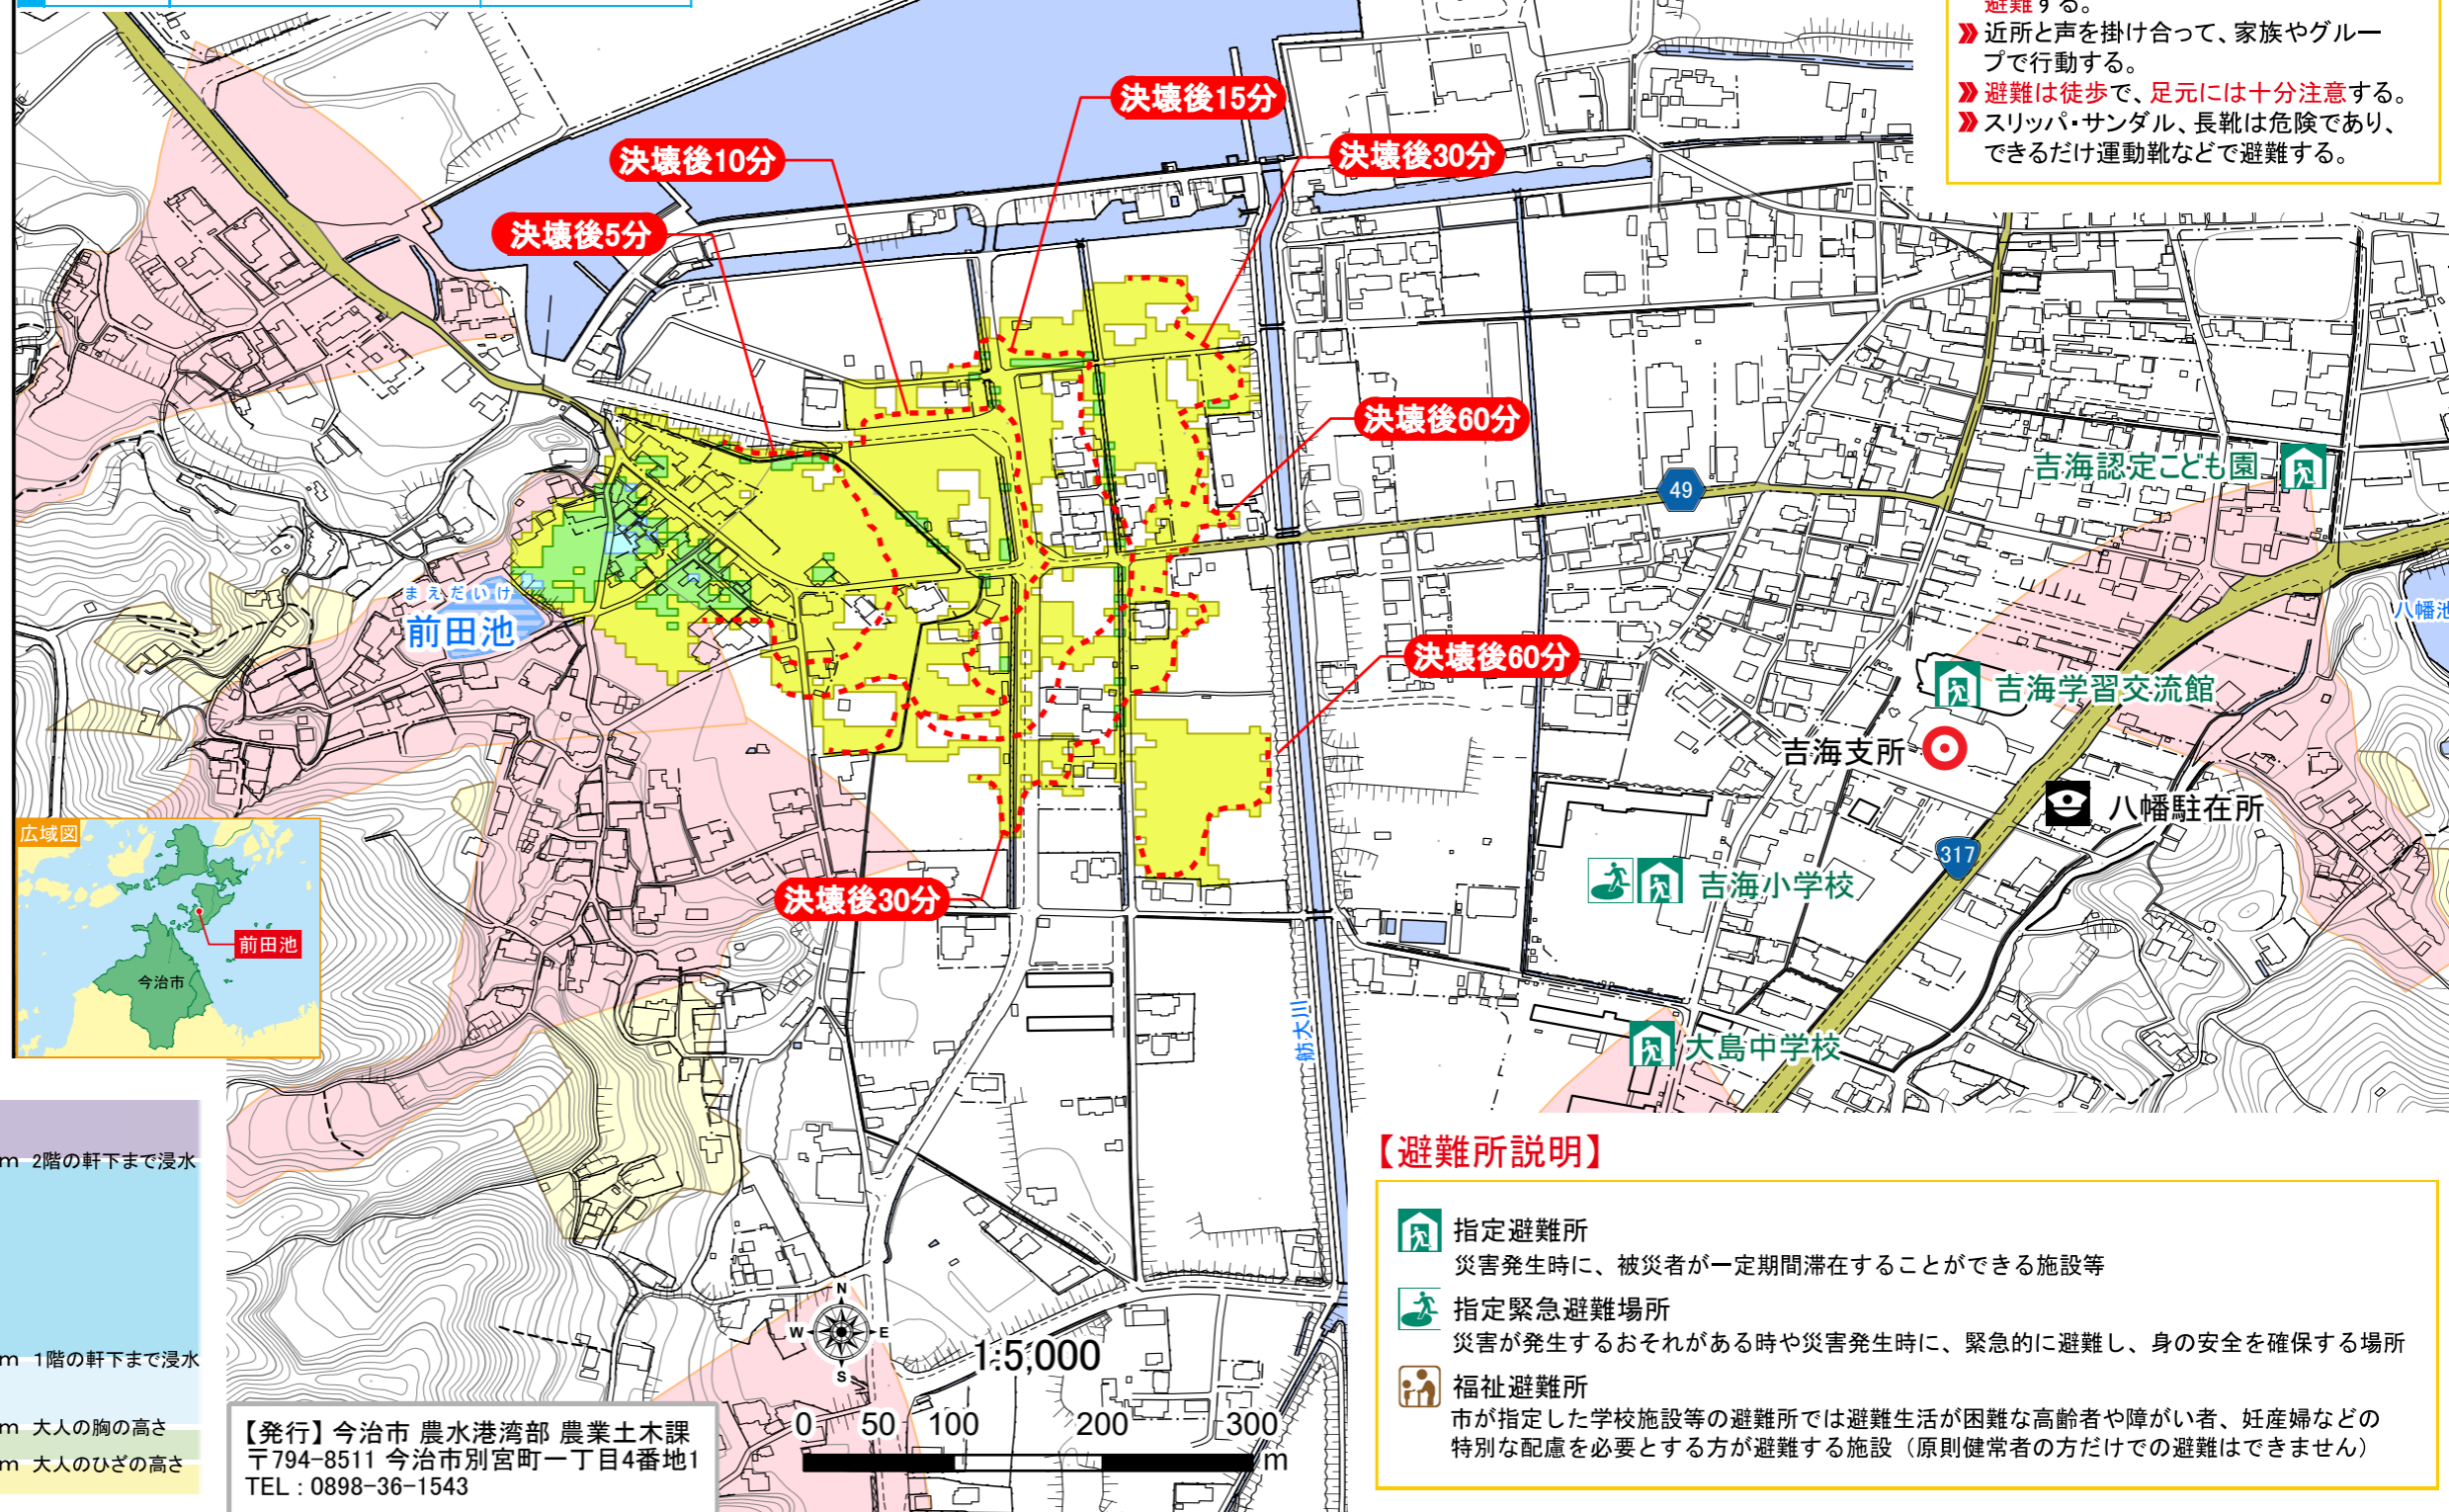 避難する。
》近所と声を掛け合って、家族やグルー
プで行動する。
》避難は徒歩で、足元には十分注意する。
》スリッパ・サンダル、長靴は危険であり、
できるだけ運動靴などで避難する。
決壊後15分
決壊後10分
決壊後30分
決壊後5分
決壊後60分
吉海認定こども園
49
まえだいけ
前田池
八幡池
決壊後60分
吉海学習交流館
吉海支所
八幡駐在所
317
吉海小学校
決壊後30分
広域図
前田池
今治市
舫大川
大島中学校
m 2階の軒下まで浸水
m 1階の軒下まで浸水
m 大人の胸の高さ
m 大人のひざの高さ
【発行】今治市 農水港湾部 農業土木課
〒794-8511 今治市別宮町一丁目4番地1
TEL : 0898-36-1543
N
W E
S
1:5,000
0 50 100 200 300
m
【避難所説明】
指定避難所
災害発生時に、被災者が一定期間滞在することができる施設等
指定緊急避難場所
災害が発生するおそれがある時や災害発生時に、緊急的に避難し、身の安全を確保する場所
福祉避難所
市が指定した学校施設等の避難所では避難生活が困難な高齢者や障がい者、妊産婦などの
特別な配慮を必要とする方が避難する施設（原則健常者の方だけでの避難はできません）